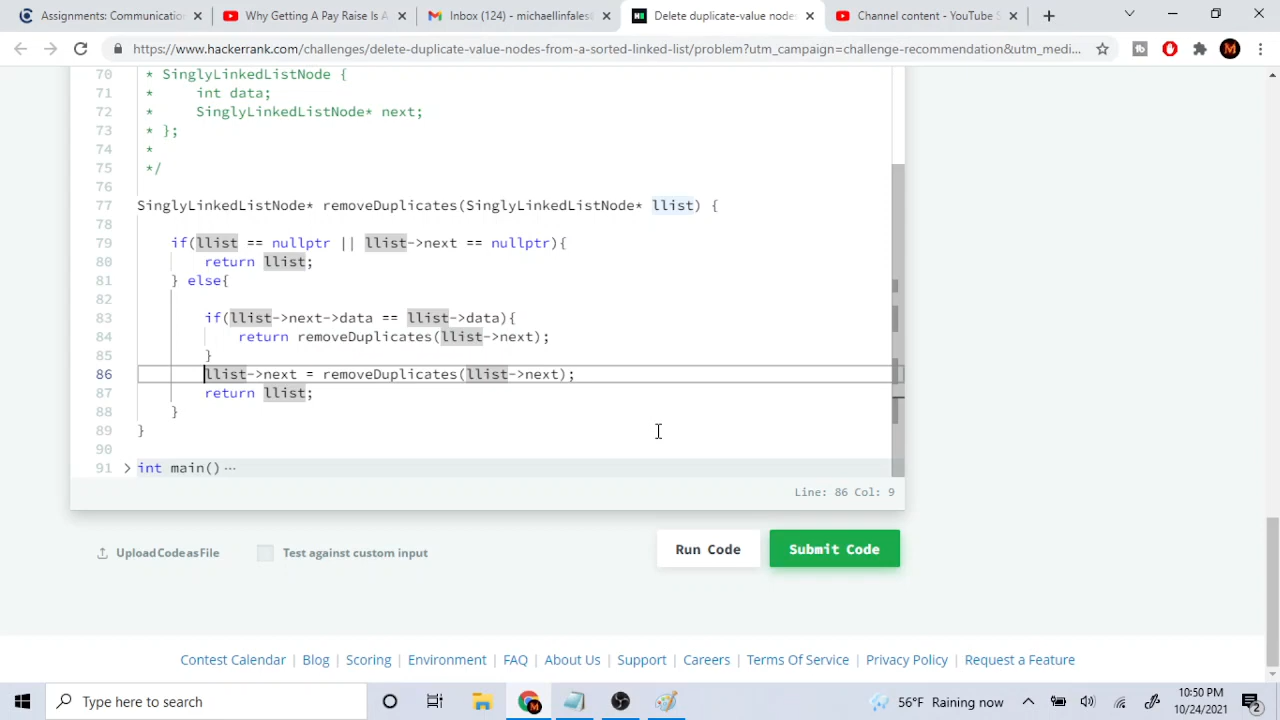 Assignments: Communication
Why Getting A Pay Raise Is A
Inbox (124) - michaellinfalest
Delete duplicate-value nodes
Channel content - YouTube S
https://www.hackerrank.com/challenges/delete-duplicate-value-nodes-from-a-sorted-linked-list/problem?utm_campaign=challenge-recommendation&utm_medi...
M
70 * SinglyLinkedListNode {
71 * int data;
72 * SinglyLinkedListNode* next;
73 * };
74 *
75 */
76
77 SinglyLinkedListNode* removeDuplicates(SinglyLinkedListNode* llist) {
78
79 if(llist == nullptr || llist->next == nullptr){
80 return llist;
81 } else{
82
83 if(llist->next->data == llist->data){
84 return removeDuplicates(llist->next);
85 }
86 llist->next = removeDuplicates(llist->next);
87 return llist;
88 }
89 }
90
91 int main() ···
Line: 86 Col: 9
Upload Code as File
Test against custom input
Run Code
Submit Code
Contest Calendar | Blog | Scoring | Environment | FAQ | About Us | Support | Careers | Terms Of Service | Privacy Policy | Request a Feature
Type here to search
56°F Raining now
10:50 PM
10/24/2021
2